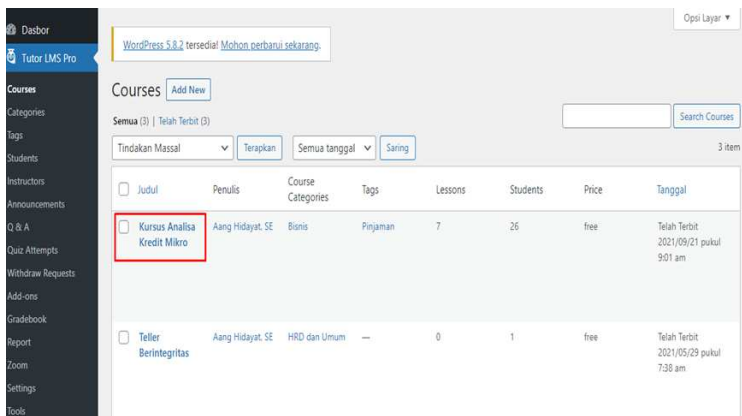 Dasbor
Tutor LMS Pro
Courses
Categories
Tags
Students
Instructors
Announcements
Q & A
Quiz Attempts
Withdraw Requests
Add-ons
Gradebook
Report
Zoom
Settings
Tools
Opsi Layar ▼
WordPress 5.8.2 tersedia! Mohon perbarui sekarang.
Courses Add New
Semua (3) | Telah Terbit (3)
Search Courses
Tindakan Massal Terapkan Semua tanggal Saring
3 item
Judul Penulis Course Categories Tags Lessons Students Price Tanggal
Kursus Analisa Kredit Mikro Aang Hidayat. SE Bisnis Pinjaman 7 26 free Telah Terbit 2021/09/21 pukul 9:01 am
Teller Berintegritas Aang Hidayat. SE HRD dan Umum — 0 1 free Telah Terbit 2021/05/29 pukul 7:38 am